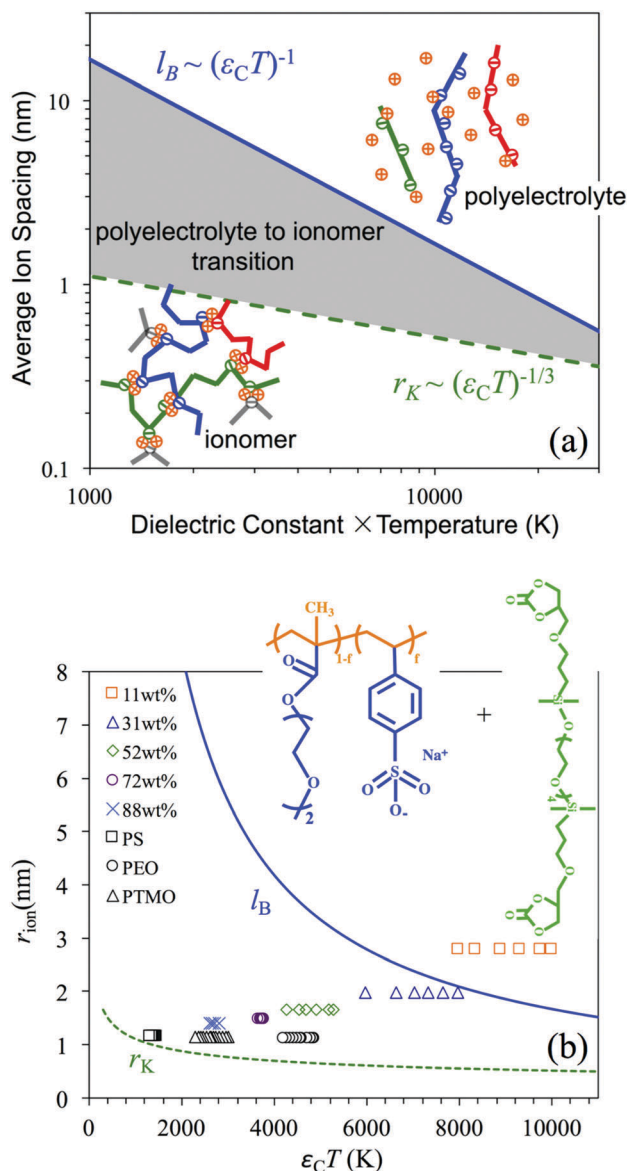 l_B ~ (ε_C T)^-1
10
1
0.1
Average Ion Spacing (nm)
polyelectrolyte
polyelectrolyte to ionomer
transition
r_K ~ (ε_C T)^-1/3
ionomer
(a)
1000
10000
Dielectric Constant × Temperature (K)
8
7
6
5
4
3
2
1
0
r_ion(nm)
11wt%
31wt%
52wt%
72wt%
88wt%
PS
PEO
PTMO
CH3
1-f
f
O
O
O
2
Na+
O
S
O
O-
+
O
O
O
O
Si
O
4
Si
O
O
O
O
l_B
r_K
(b)
0
2000
4000
6000
8000
10000
ε_C T (K)